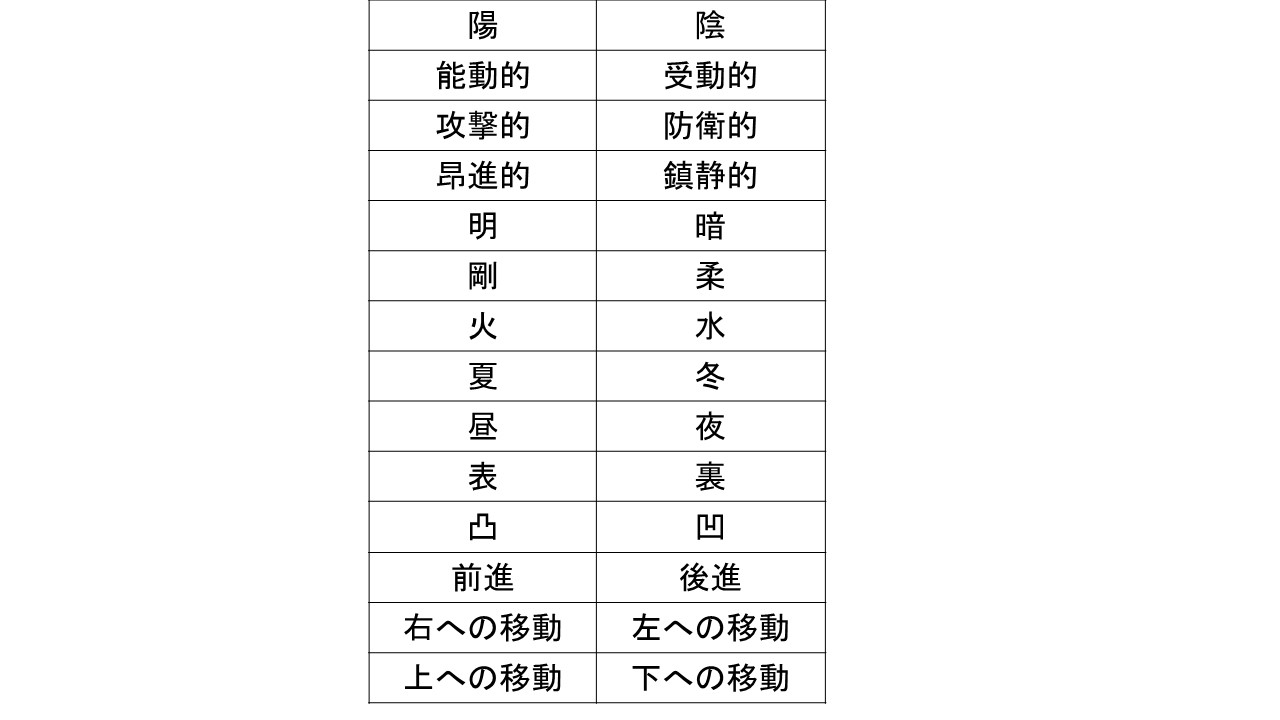 陽 陰
能動的 受動的
攻撃的 防衛的
昂進的 鎮静的
明 暗
剛 柔
火 水
夏 冬
昼 夜
表 裏
凸 凹
前進 後進
右への移動 左への移動
上への移動 下への移動